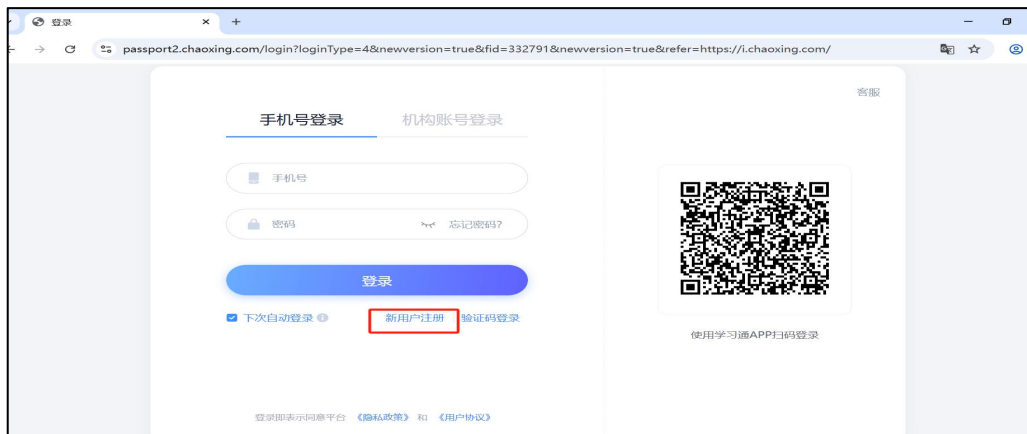 登录
passport2.chaoxing.com/login?loginType=4&newversion=true&fid=332791&newversion=true&refer=https://i.chaoxing.com/
客服
手机号登录 机构账号登录
手机号
密码 忘记密码?
登录
下次自动登录 新用户注册 验证码登录
使用学习通APP扫码登录
登录即表示同意平台 《隐私政策》 和 《用户协议》